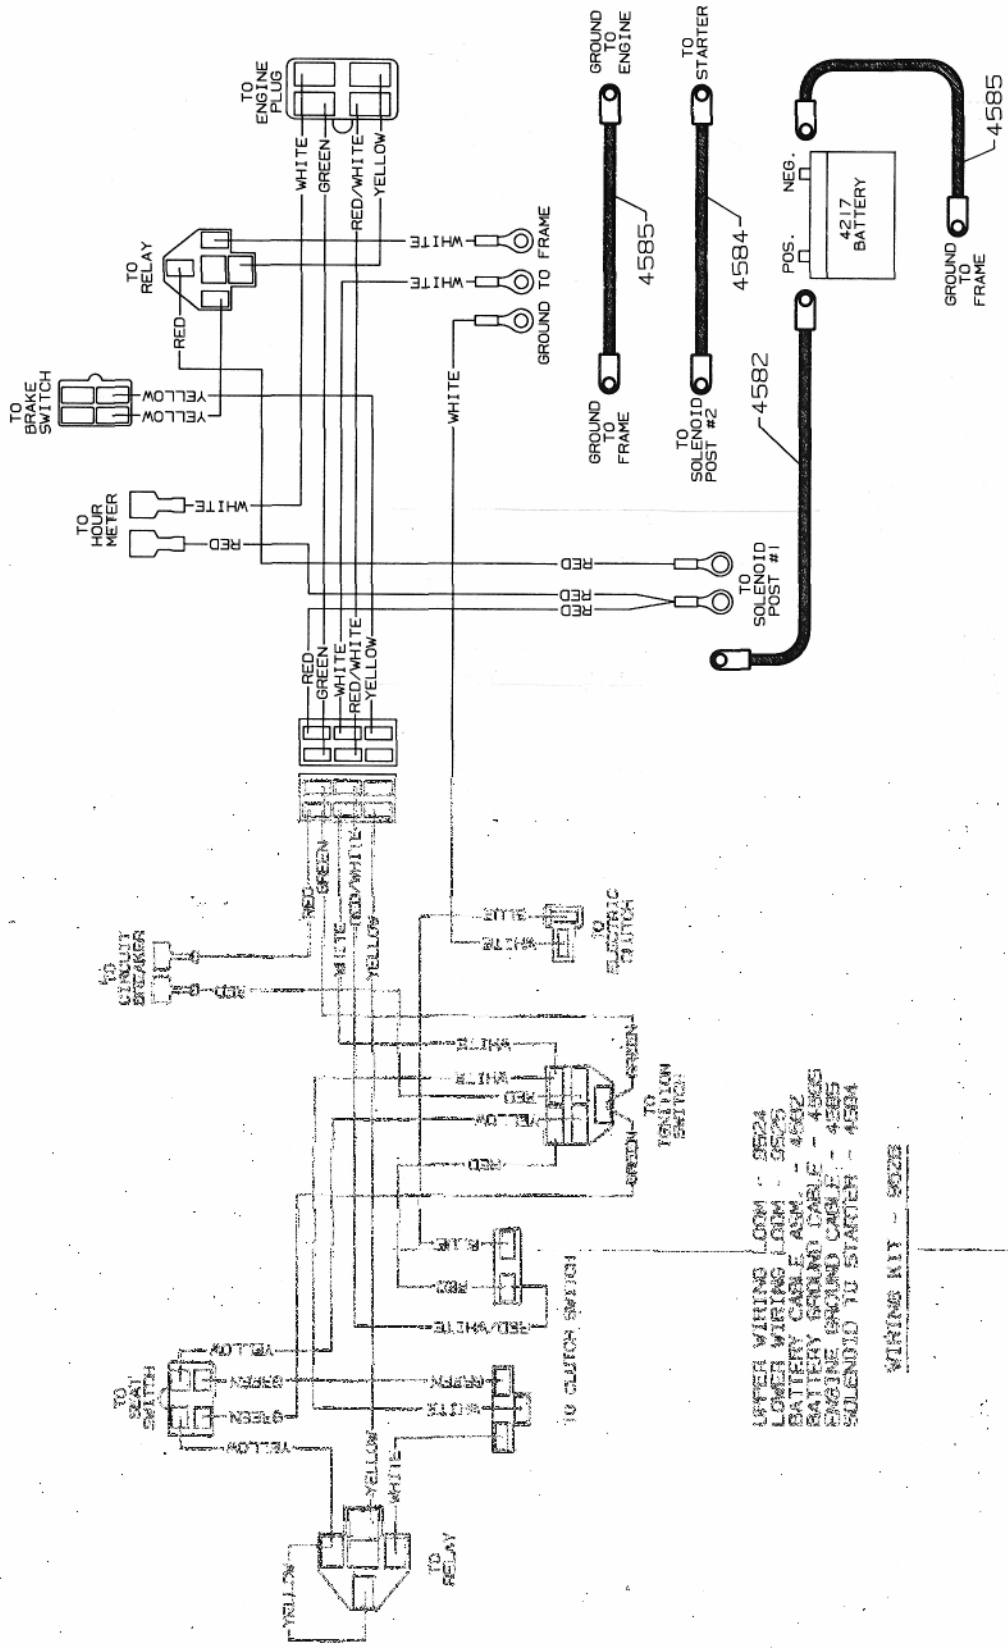 TO
ENGINE
PLUG
WHITE
GREEN
RED/WHITE
YELLOW
TO
RELAY
RED
TO
BRAKE
SWITCH
YELLOW
YELLOW
WHITE
WHITE
WHITE
GROUND TO FRAME
TO
HOUR
METER
WHITE
RED
RED
RED
RED
TO
SOLENOID
POST #1
RED
GREEN
WHITE
RED/WHITE
YELLOW
GROUND
TO
ENGINE
4585
GROUND
TO
FRAME
TO
STARTER
4584
TO
SOLENOID
POST #2
POS.
NEG.
4217
BATTERY
4585
GROUND
TO
FRAME
4582
RED
GREEN
WHITE
RED/WHITE
YELLOW
TO
CIRCUIT
BREAKER
RED
BLUE
WHITE
TO
ELECTRIC
CLUTCH
WHITE
WHITE
RED
YELLOW
RED
GREEN
GREEN
TO
IGNITION
SWITCH
BLUE
RED
RED/WHITE
TO CLUTCH SWITCH
TO
SEAT
SWITCH
YELLOW
GREEN
GREEN
YELLOW
GREEN
WHITE
YELLOW
WHITE
YELLOW
TO
RELAY
UPPER WIRING LOOM - 9524
LOWER WIRING LOOM - 9525
BATTERY CABLE ASM. - 4582
BATTERY GROUND CABLE - 4585
ENGINE GROUND CABLE - 4585
SOLENOID TO STARTER - 4584
WIRING KIT -